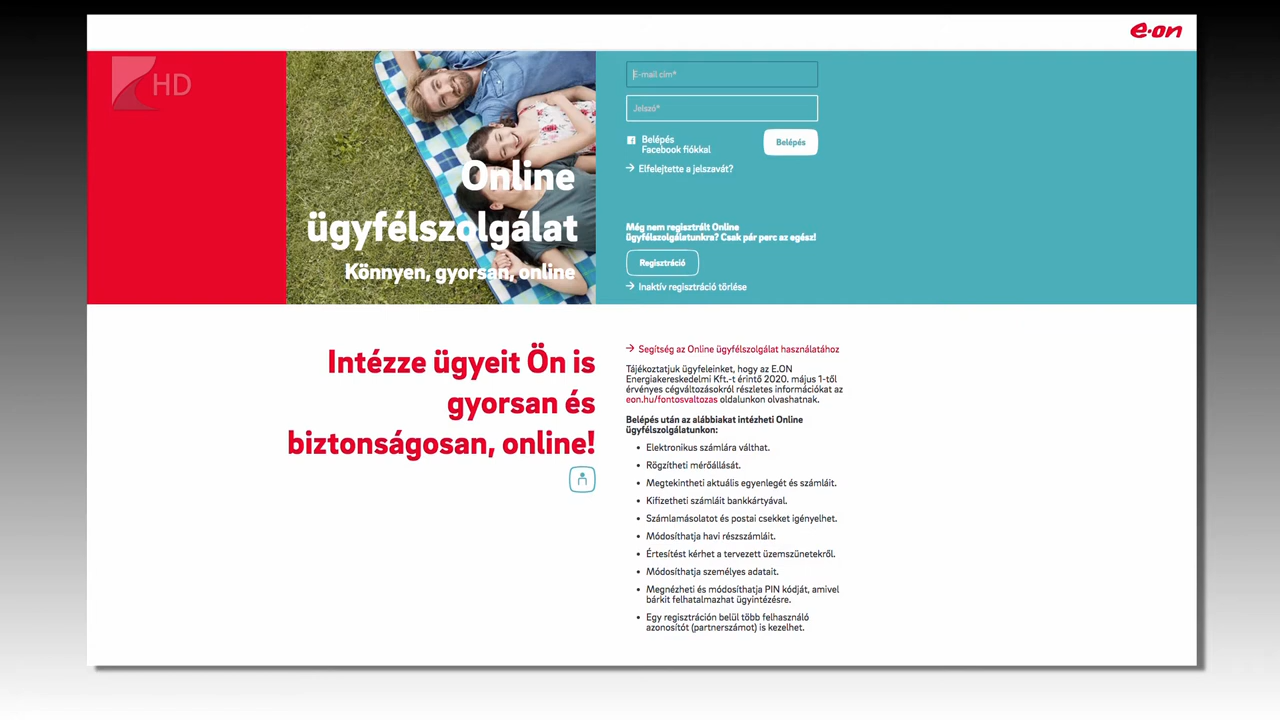 e·on
HD
Online
ügyfélszolgálat
Könnyen, gyorsan, online
E-mail cím*
Jelszó*
Belépés
Facebook fiókkal
Belépés
Elfelejtette a jelszavát?
Még nem regisztrált Online
ügyfélszolgálatunkra? Csak pár perc az egész!
Regisztráció
Inaktív regisztráció törlése
Intézze ügyeit Ön is
gyorsan és
biztonságosan, online!
Segítség az Online ügyfélszolgálat használatához
Tájékoztatjuk ügyfeleinket, hogy az E.ON
Energiakereskedelmi Kft.-t érintő 2020. május 1-től
érvényes cégváltozásokról részletes információkat az
eon.hu/fontosvaltozas oldalunkon olvashatnak.
Belépés után az alábbiakat intézheti Online
ügyfélszolgálatunkon:
• Elektronikus számlára válthat.
• Rögzítheti mérőállását.
• Megtekintheti aktuális egyenlegét és számláit.
• Kifizetheti számláit bankkártyával.
• Számlamásolatot és postai csekket igényelhet.
• Módosíthatja havi részszámláit.
• Értesítést kérhet a tervezett üzemszünetekről.
• Módosíthatja személyes adatait.
• Megnézheti és módosíthatja PIN kódját, amivel
bárkit felhatalmazhat ügyintézésre.
• Egy regisztráción belül több felhasználó
azonosítót (partnerszámot) is kezelhet.